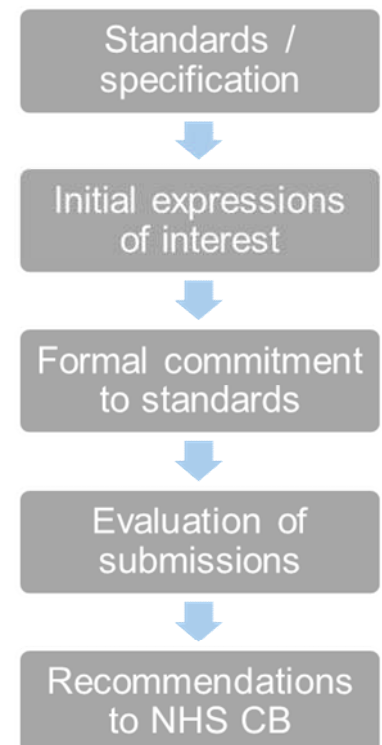 Standards /
specification
Initial expressions
of interest
Formal commitment
to standards
Evaluation of
submissions
Recommendations
to NHS CB